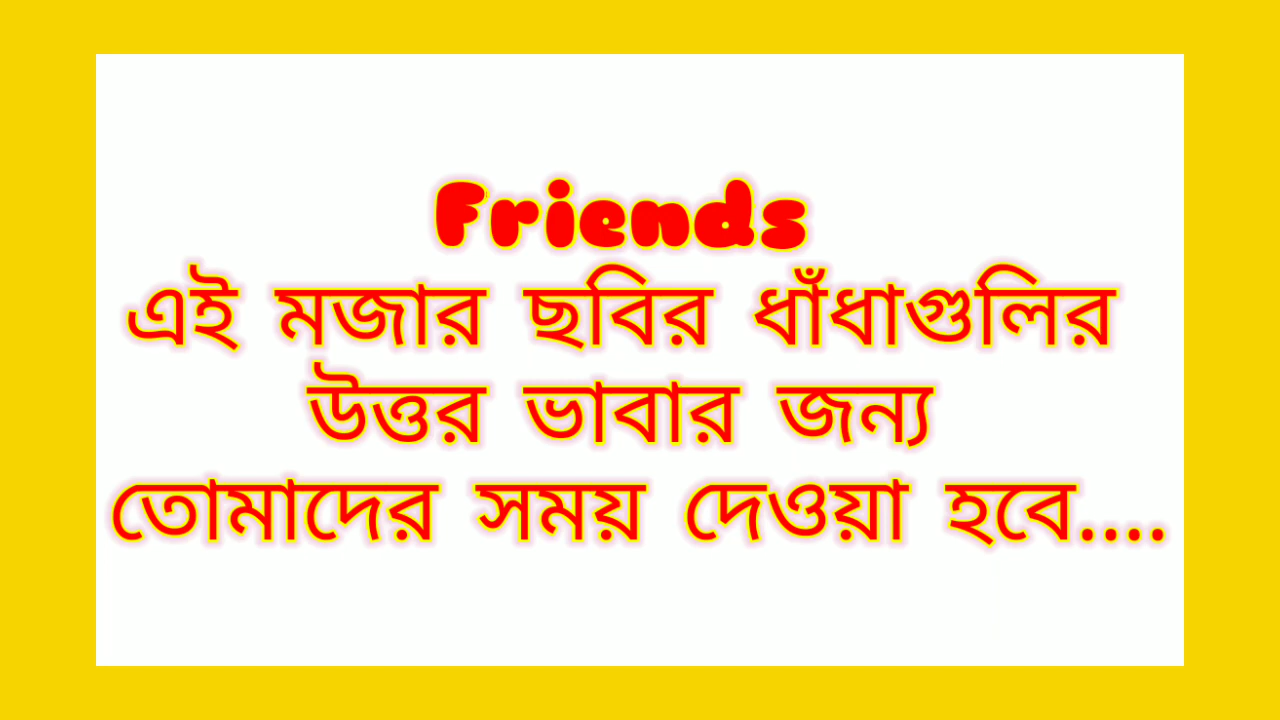 Friends
এই মজার ছবির ধাঁধাগুলির
উত্তর ভাবার জন্য
তোমাদের সময় দেওয়া হবে....